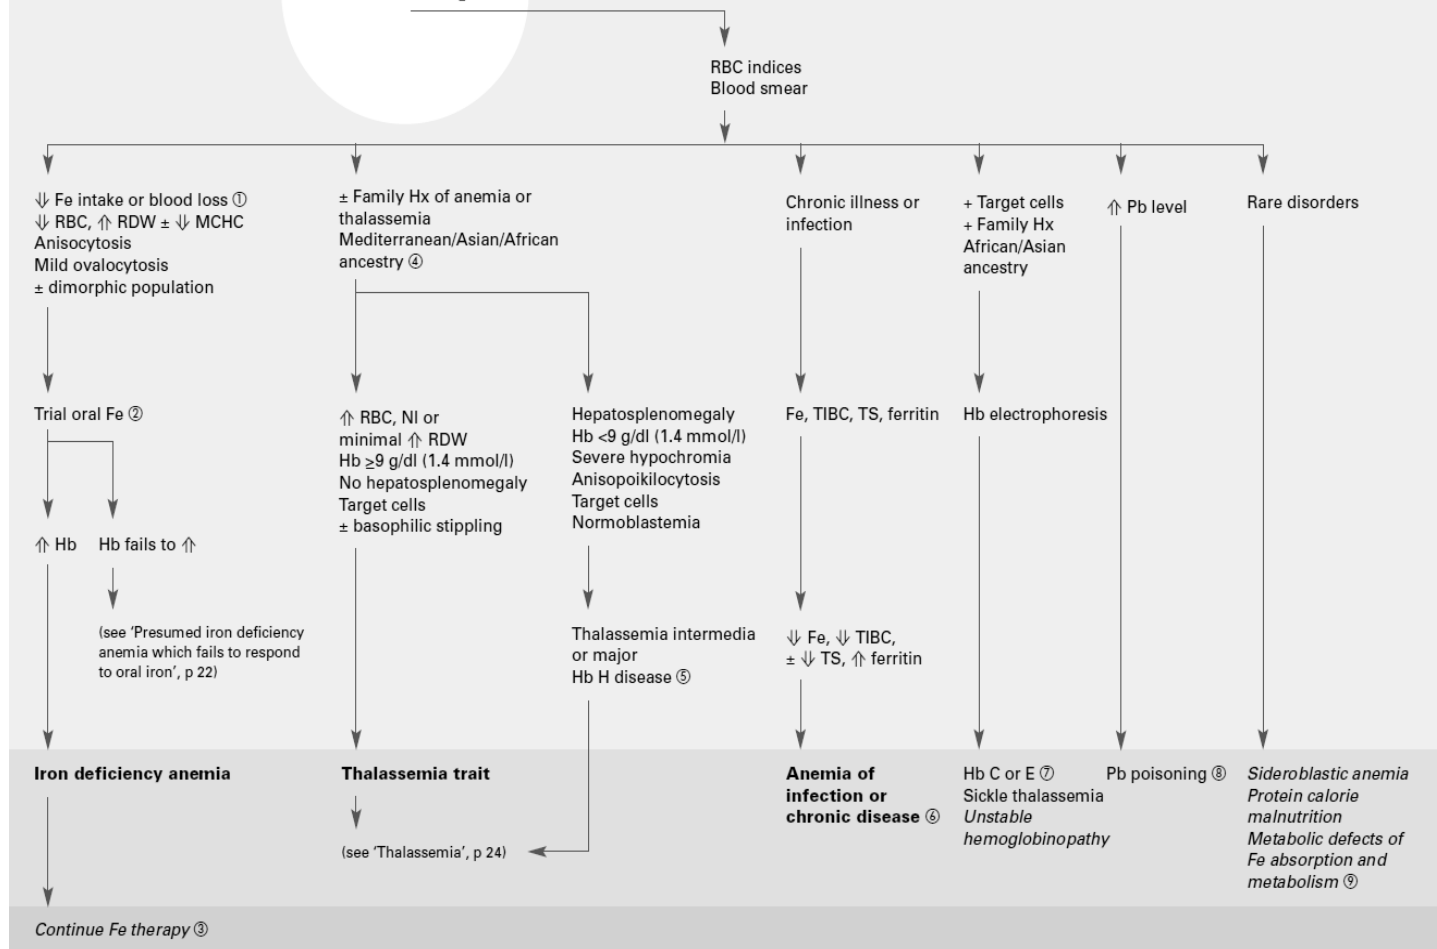 RBC indices
Blood smear
⇓ Fe intake or blood loss ①
⇓ RBC, ⇑ RDW ± ⇓ MCHC
Anisocytosis
Mild ovalocytosis
± dimorphic population
± Family Hx of anemia or
thalassemia
Mediterranean/Asian/African
ancestry ④
Chronic illness or
infection
+ Target cells
+ Family Hx
African/Asian
ancestry
⇑ Pb level
Rare disorders
Trial oral Fe ②
⇑ RBC, Nl or
minimal ⇑ RDW
Hb ≥9 g/dl (1.4 mmol/l)
No hepatosplenomegaly
Target cells
± basophilic stippling
Hepatosplenomegaly
Hb <9 g/dl (1.4 mmol/l)
Severe hypochromia
Anisopoikilocytosis
Target cells
Normoblastemia
Fe, TIBC, TS, ferritin
Hb electrophoresis
⇑ Hb
Hb fails to ⇑
(see ‘Presumed iron deficiency
anemia which fails to respond
to oral iron’, p 22)
Thalassemia intermedia
or major
Hb H disease ⑤
⇓ Fe, ⇓ TIBC,
± ⇓ TS, ⇑ ferritin
Iron deficiency anemia
Thalassemia trait
(see ‘Thalassemia’, p 24)
Anemia of
infection or
chronic disease ⑥
Hb C or E ⑦
Sickle thalassemia
Unstable
hemoglobinopathy
Pb poisoning ⑧
Sideroblastic anemia
Protein calorie
malnutrition
Metabolic defects of
Fe absorption and
metabolism ⑨
Continue Fe therapy ③